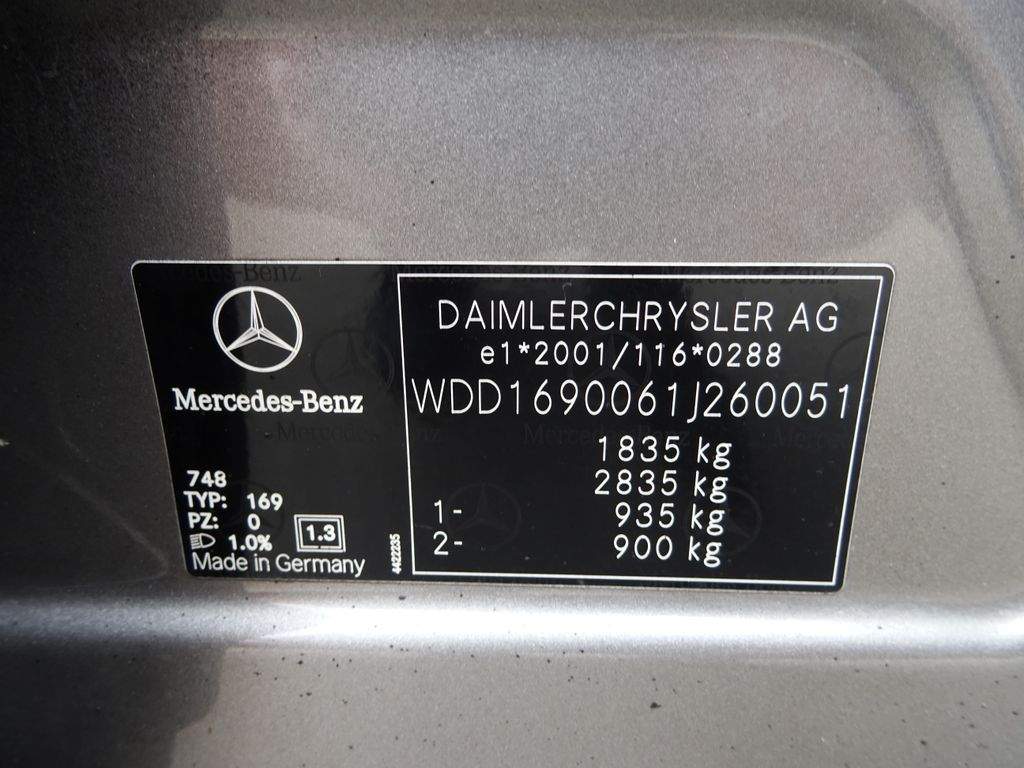 Mercedes-Benz
748
TYP: 169
PZ: 0
1.0%
1.3
Made in Germany
4422235
DAIMLERCHRYSLER AG
e1*2001/116*0288
WDD1690061J260051
1835 kg
2835 kg
1- 935 kg
2- 900 kg